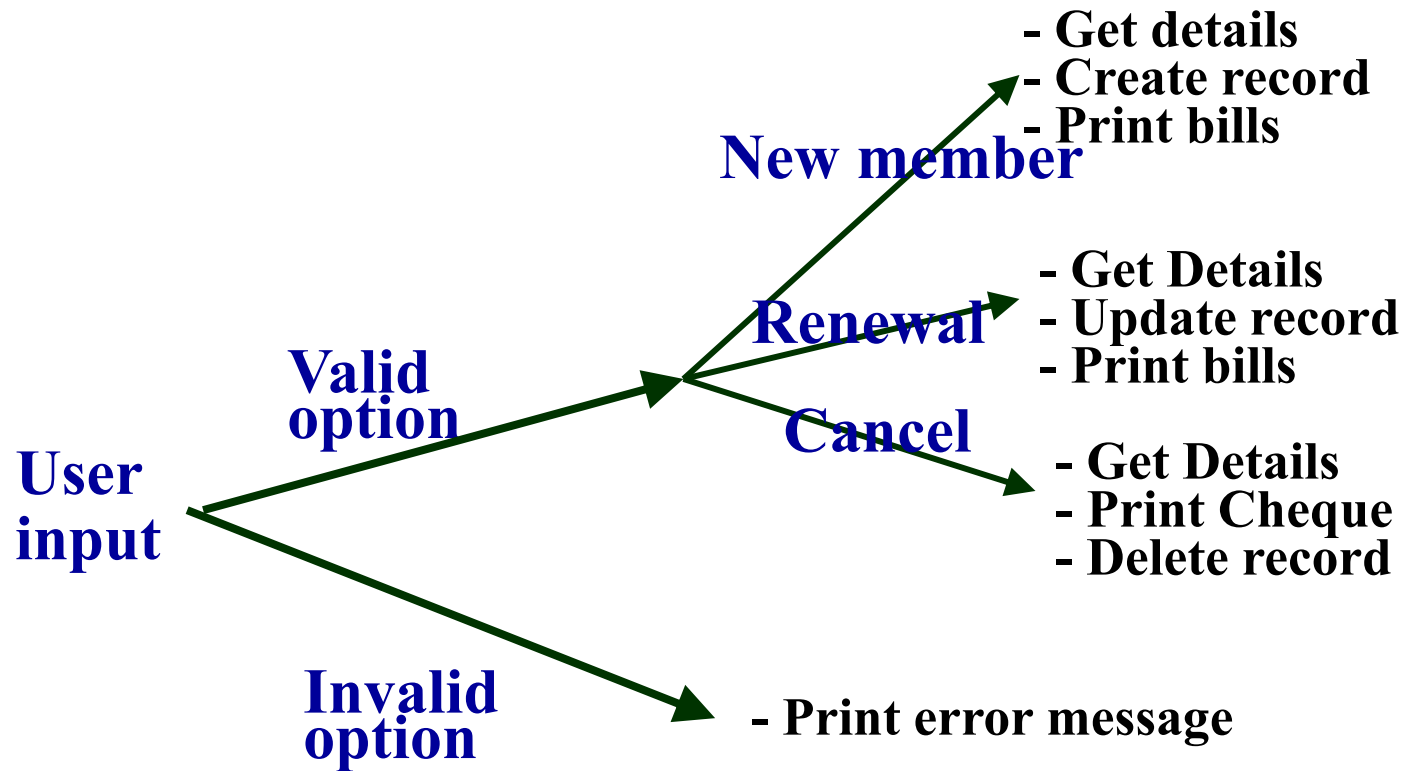 - Get details
- Create record
- Print bills
New member
- Get Details
- Update record
- Print bills
Renewal
Valid
option
Cancel
- Get Details
- Print Cheque
- Delete record
User
input
Invalid
option
- Print error message